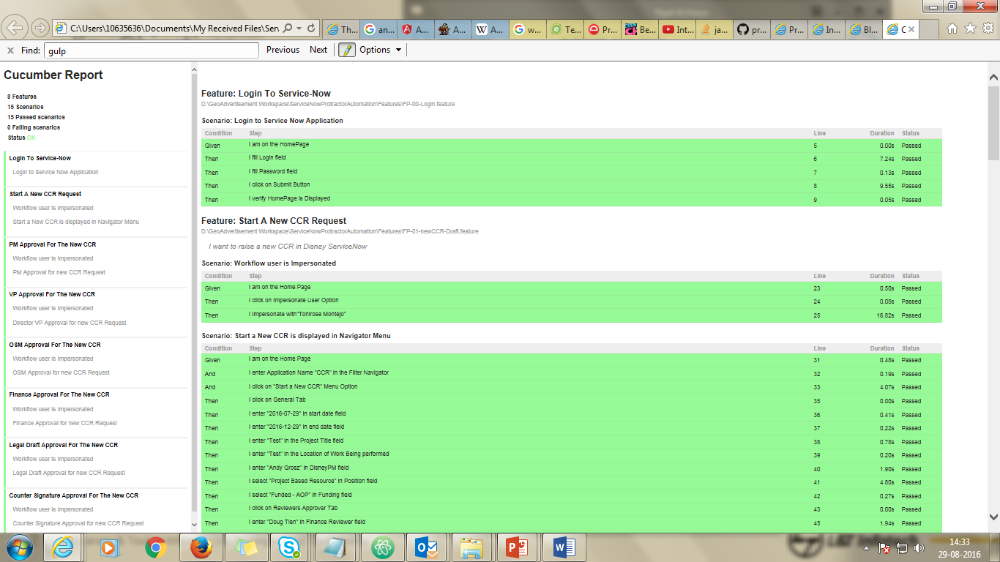 C:\Users\10635636\Documents\My Received Files\Ser
Th...
an...
A...
A...
A...
w...
Te...
Pr...
Be...
Int...
ja...
pr...
Pr...
In...
Bl...
C
x Find: gulp Previous Next Options
Cucumber Report
8 Features
15 Scenarios
15 Passed scenarios
0 Failing scenarios
Status OK
Login To Service-Now
Login to Service Now Application
Start A New CCR Request
Workflow user is Impersonated
Start a New CCR is displayed in Navigator Menu
PM Approval For The New CCR
Workflow user is Impersonated
PM Approval for new CCR Request
VP Approval For The New CCR
Workflow user is Impersonated
Director VP Approval for new CCR Request
OSM Approval For The New CCR
Workflow user is Impersonated
OSM Approval for new CCR Request
Finance Approval For The New CCR
Workflow user is Impersonated
Finance Approval for new CCR Request
Legal Draft Approval For The New CCR
Workflow user is Impersonated
Legal Draft Approval for new CCR Request
Counter Signature Approval For The New CCR
Workflow user is Impersonated
Counter Signature Approval for new CCR Request
Feature: Login To Service-Now
D:\GeoAdvertisement Workspace\ServiceNowProtractorAutomation\Features\FP-00-Login.feature
Scenario: Login to Service Now Application
Condition Step Line Duration Status
Given I am on the HomePage 5 0.00s Passed
Then I fill Login field 6 7.24s Passed
Then I fill Password field 7 0.13s Passed
Then I click on Submit Button 8 9.55s Passed
Then I verify HomePage is Displayed 9 0.05s Passed
Feature: Start A New CCR Request
D:\GeoAdvertisement Workspace\ServiceNowProtractorAutomation\Features\FP-01-newCCR-Draft.feature
I want to raise a new CCR in Disney ServiceNow
Scenario: Workflow user is Impersonated
Condition Step Line Duration Status
Given I am on the Home Page 23 0.50s Passed
Then I click on Impersonate User Option 24 0.08s Passed
Then I Impersonate with"Tonirose Montejo" 25 16.82s Passed
Scenario: Start a New CCR is displayed in Navigator Menu
Condition Step Line Duration Status
Given I am on the Home Page 31 0.48s Passed
And I enter Application Name "CCR" in the Filter Navigator 32 0.19s Passed
And I click on "Start a New CCR" Menu Option 33 4.07s Passed
Then I click on General Tab 35 0.00s Passed
Then I enter "2016-07-29" in start date field 36 0.41s Passed
Then I enter "2016-12-29" in end date field 37 0.22s Passed
Then I enter "Test" in the Project Title field 38 0.78s Passed
Then I enter "Test" in the Location of Work Being performed 39 0.20s Passed
Then I enter "Andy Grosz" in DisneyPM field 40 1.90s Passed
Then I select "Project Based Resource" in Position field 41 4.80s Passed
Then I select "Funded - AOP" in Funding field 42 0.27s Passed
Then I click on Reviewers Approver Tab 43 0.00s Passed
Then I enter "Doug Tien" in Finance Reviewer field 45 1.94s Passed
14:33
29-08-2016